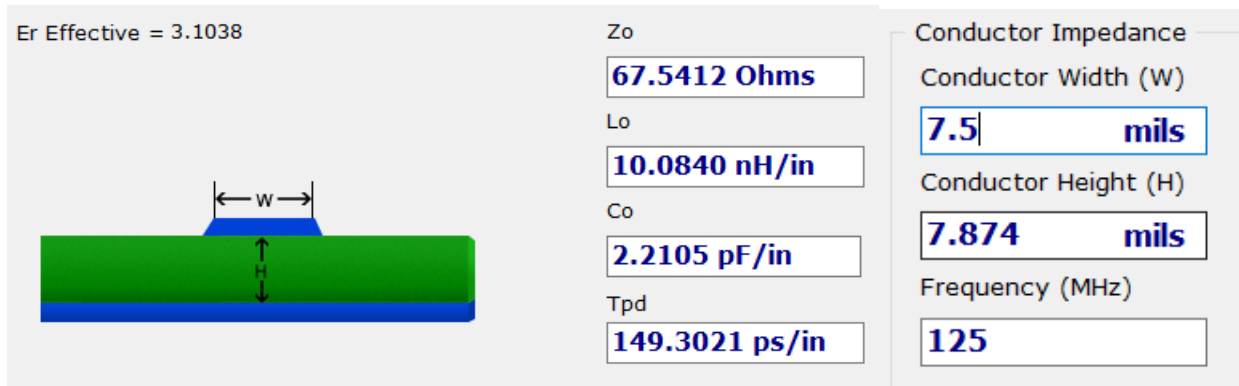 Er Effective = 3.1038
W
H
Zo
67.5412 Ohms
Lo
10.0840 nH/in
Co
2.2105 pF/in
Tpd
149.3021 ps/in
Conductor Impedance
Conductor Width (W)
7.5 mils
Conductor Height (H)
7.874 mils
Frequency (MHz)
125